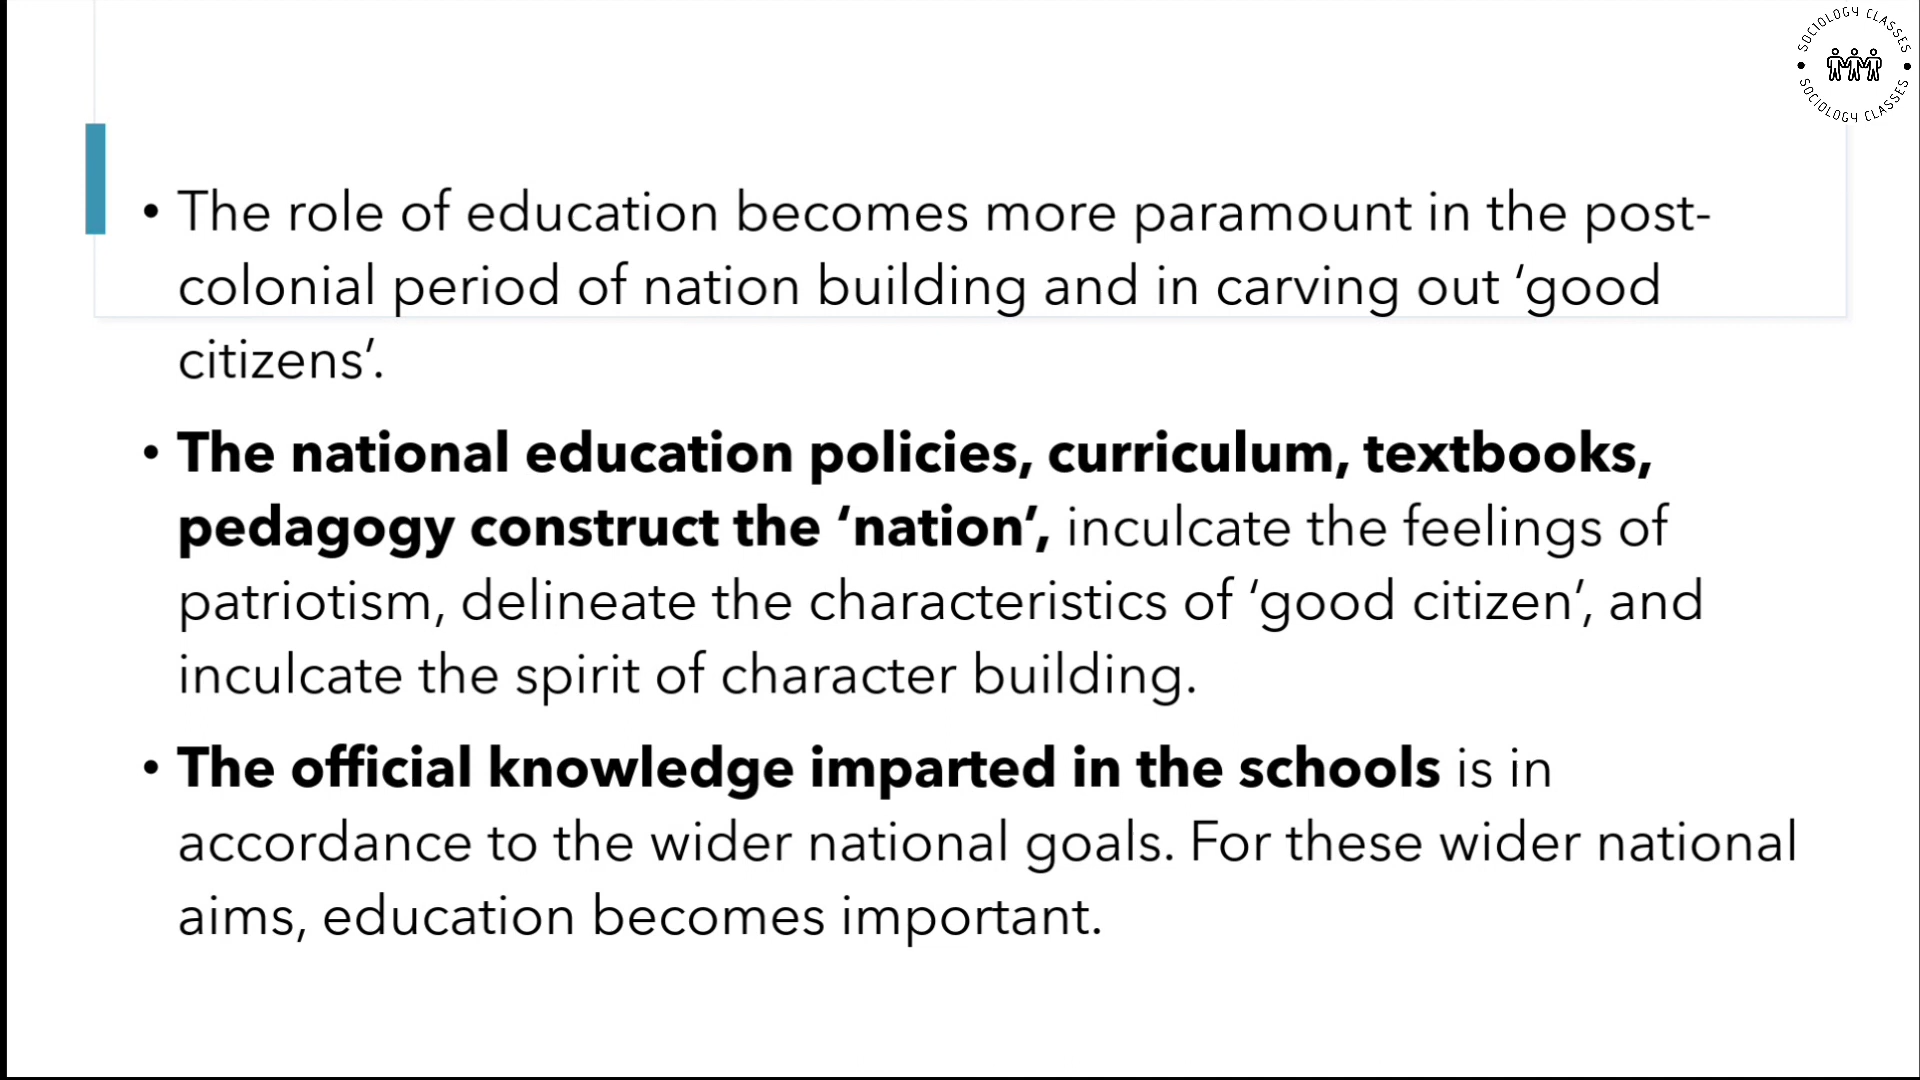 SOCIOLOGY CLASSES
SOCIOLOGY CLASSES
• The role of education becomes more paramount in the post-
colonial period of nation building and in carving out ‘good
citizens’.
• The national education policies, curriculum, textbooks,
pedagogy construct the ‘nation’, inculcate the feelings of
patriotism, delineate the characteristics of ‘good citizen’, and
inculcate the spirit of character building.
• The official knowledge imparted in the schools is in
accordance to the wider national goals. For these wider national
aims, education becomes important.